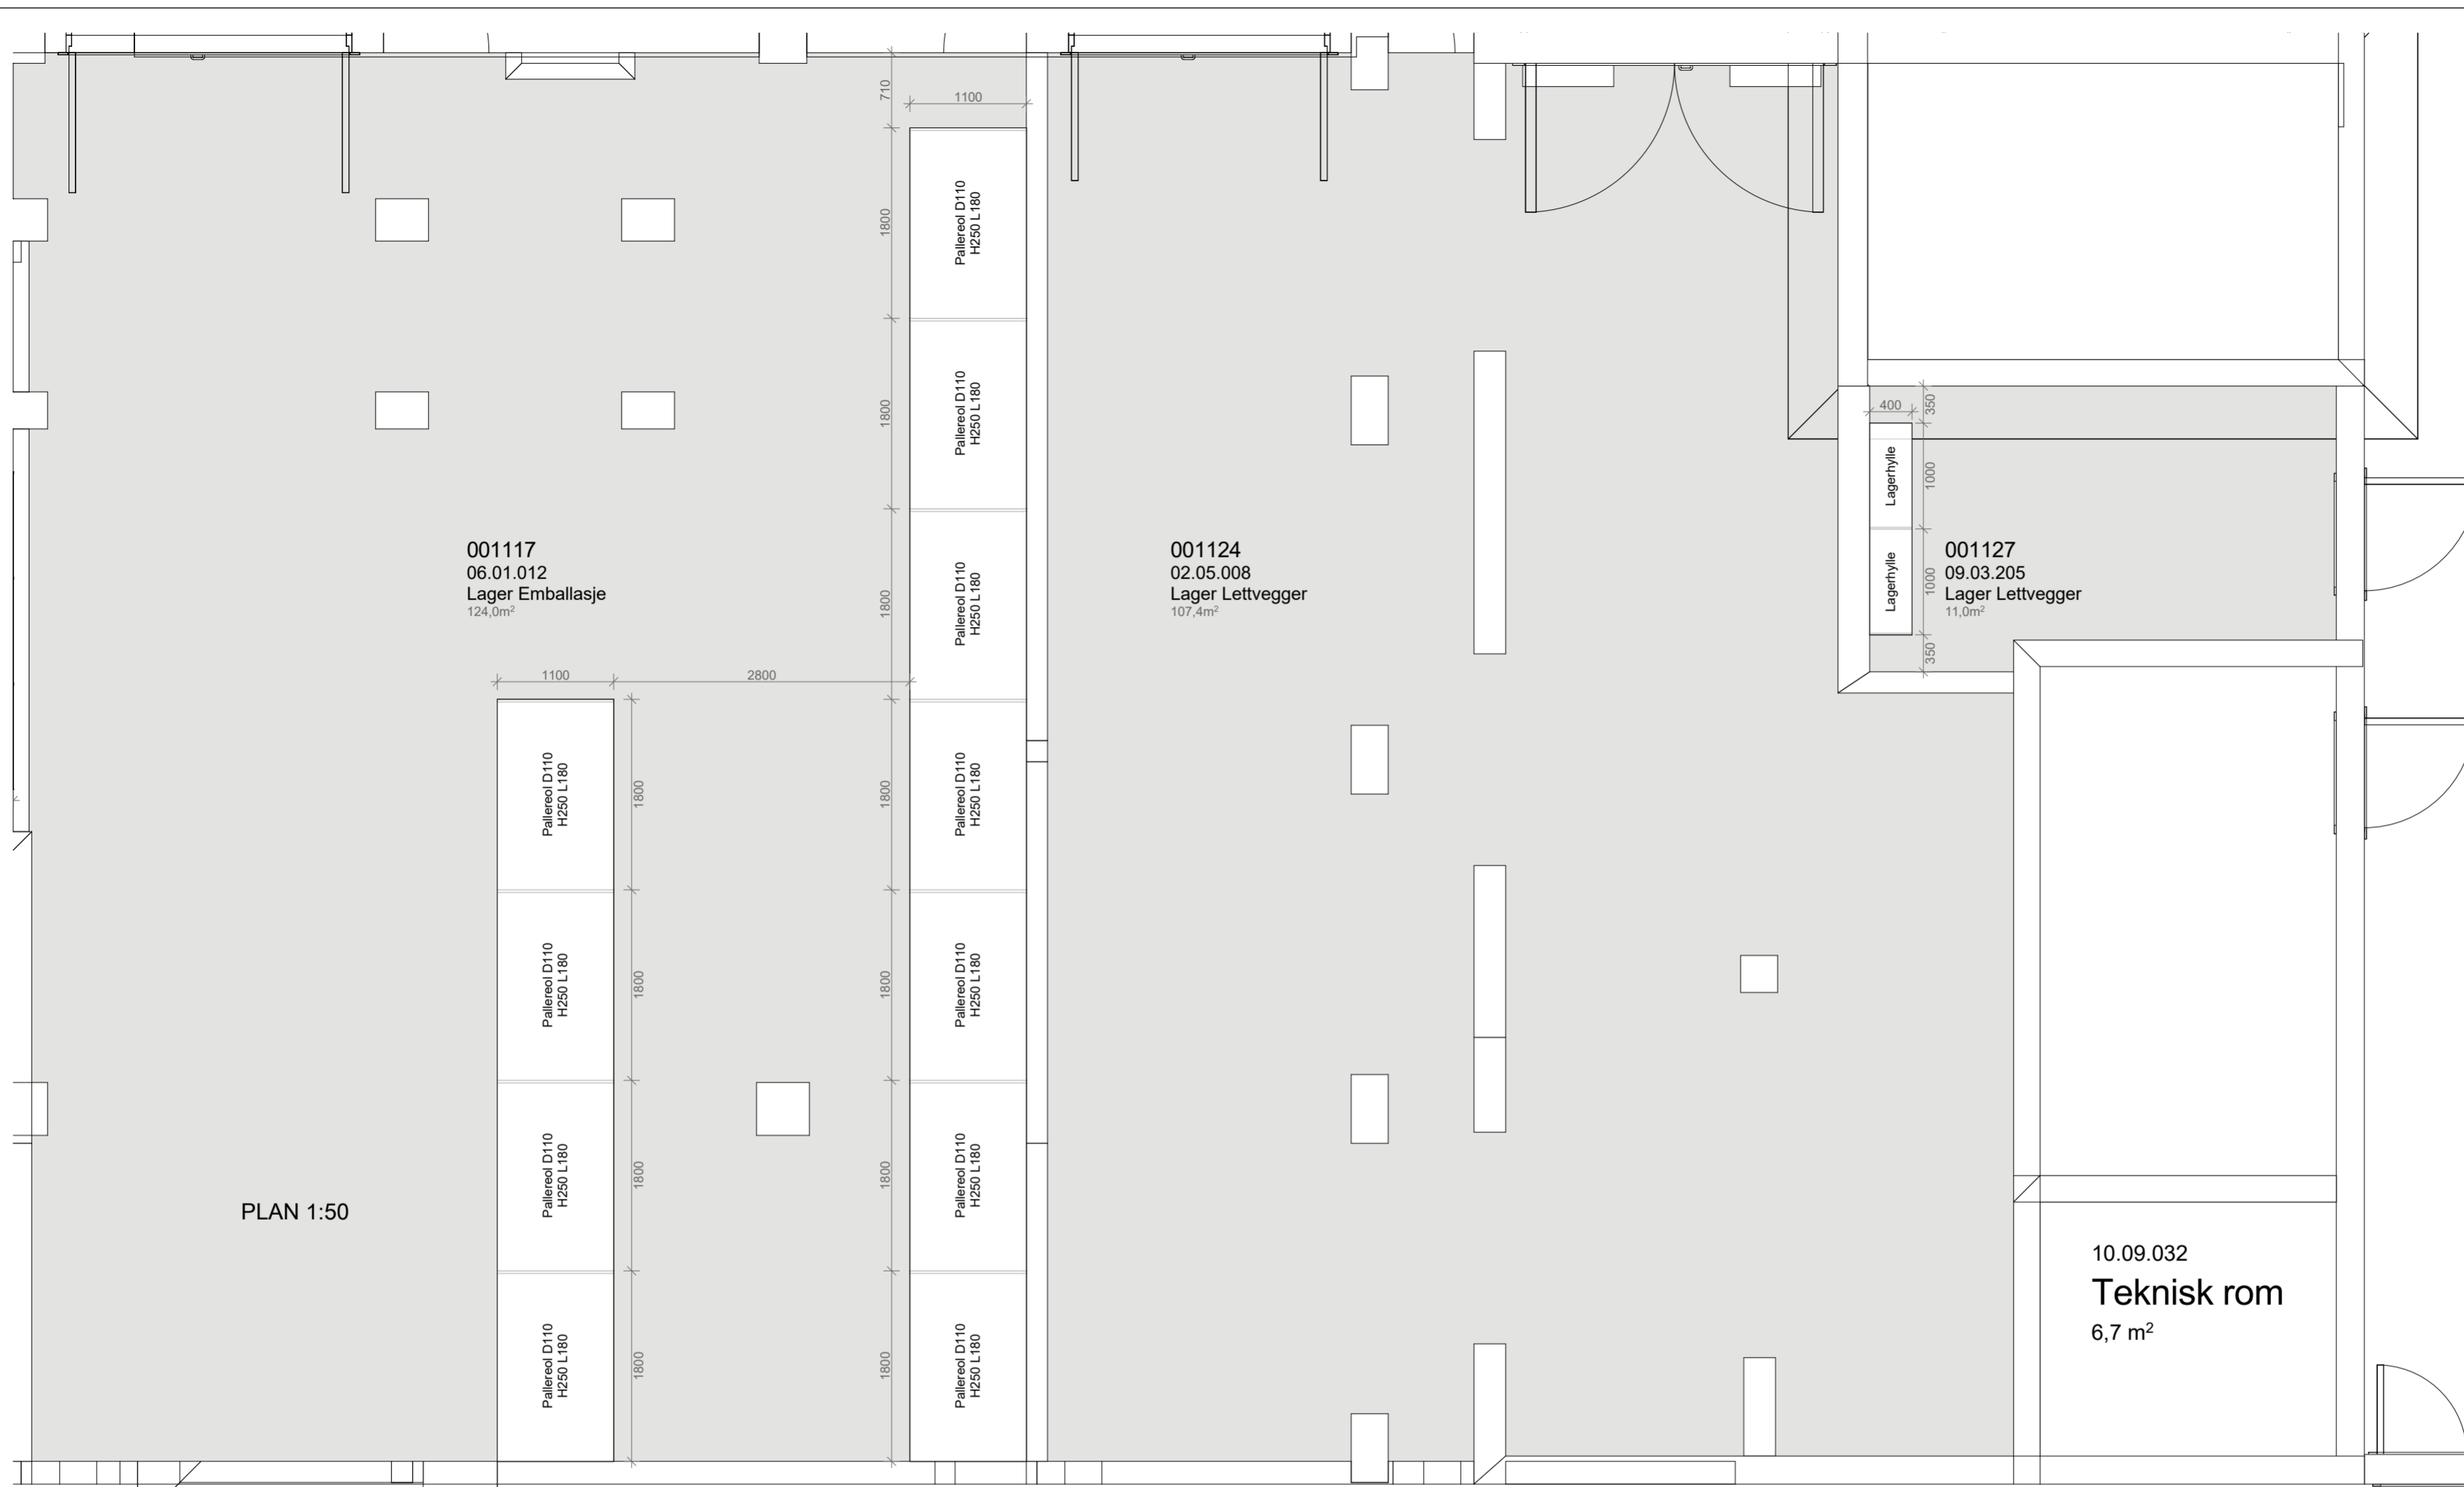 710
1100
1800
Pallereol D110
H250 L180
1800
Pallereol D110
H250 L180
1800
Pallereol D110
H250 L180
1800
Pallereol D110
H250 L180
1800
Pallereol D110
H250 L180
1800
Pallereol D110
H250 L180
1800
Pallereol D110
H250 L180
001117
06.01.012
Lager Emballasje
124,0m²
1100
2800
Pallereol D110
H250 L180
1800
Pallereol D110
H250 L180
1800
Pallereol D110
H250 L180
1800
Pallereol D110
H250 L180
1800
PLAN 1:50
001124
02.05.008
Lager Lettvegger
107,4m²
400
350
Lagerhylle
1000
Lagerhylle
1000
350
001127
09.03.205
Lager Lettvegger
11,0m²
10.09.032
Teknisk rom
6,7 m²